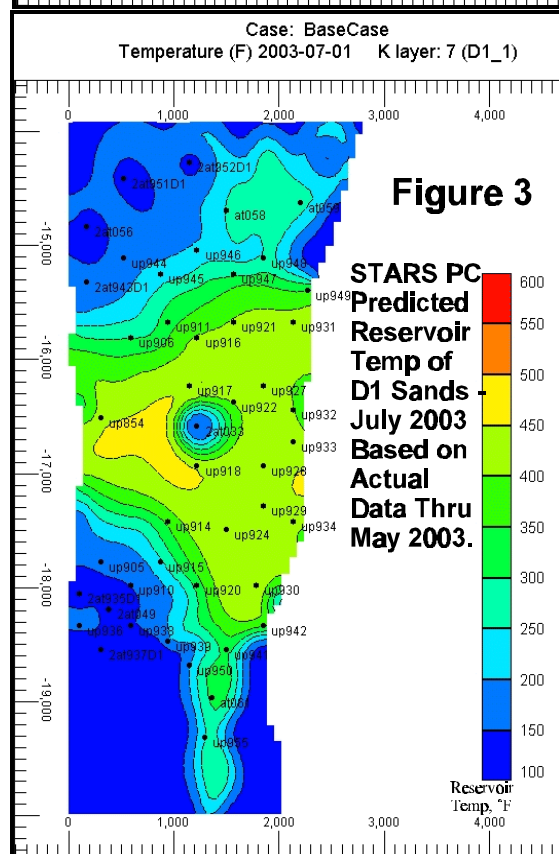 Case: BaseCase
Temperature (F) 2003-07-01 K layer: 7 (D1_1)
0 1,000 2,000 3,000 4,000
Figure 3
STARS PC
Predicted
Reservoir
Temp of
D1 Sands -
July 2003
Based on
Actual
Data Thru
May 2003.
600
550
500
450
400
350
300
250
200
150
100
Reservoir
Temp, °F
-15,000
-16,000
-17,000
-18,000
-19,000
2at952D1
2at951D1
at058
at059
2at056
up946
up944
up948
up945
up947
2at943D1
up949
up911
up921
up931
up906
up916
up917
up927
up922
up932
up854
2at033
up933
up918
up928
up929
up914
up934
up924
up905
up915
up910
up920
up930
2at935D1
2at049
up936
up938
up942
up939
2at937D1
up941
up950
at061
up955
0 1,000 2,000 3,000 4,000